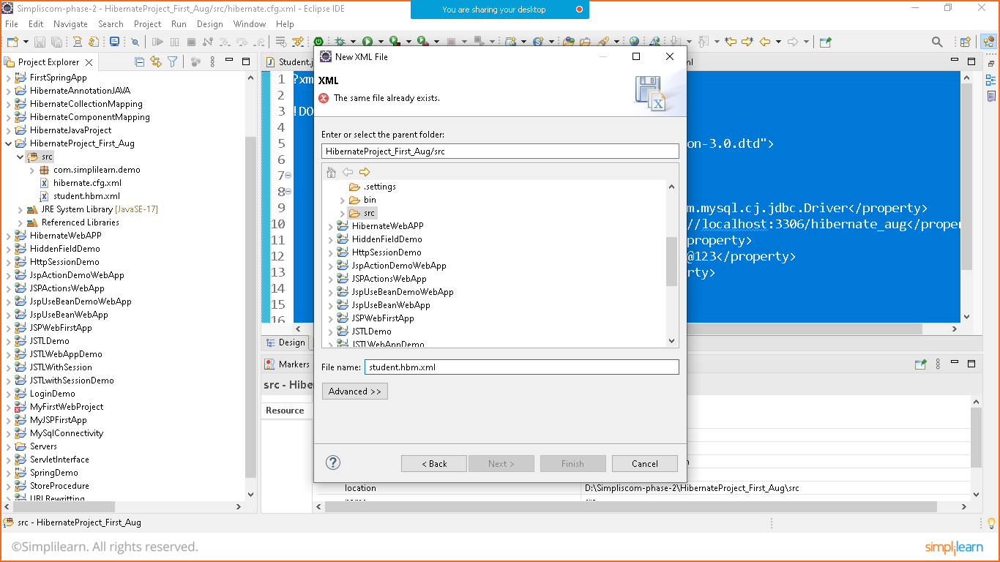 Simpliscom-phase-2 - HibernateProject_First_Aug/src/hibernate.cfg.xml - Eclipse IDE
You are sharing your desktop
File Edit Navigate Search Project Run Design Window Help
Project Explorer
FirstSpringApp
HibernateAnnotationJAVA
HibernateCollectionMapping
HibernateComponentMapping
HibernateJavaProject
HibernateProject_First_Aug
src
com.simplilearn.demo
hibernate.cfg.xml
student.hbm.xml
JRE System Library [JavaSE-17]
Referenced Libraries
HibernateWebAPP
HiddenFieldDemo
HttpSessionDemo
JspActionDemoWebApp
JSPActionsWebApp
JspUseBeanDemoWebApp
JspUseBeanWebApp
JSPWebFirstApp
JSTLDemo
JSTLWebAppDemo
JSTLWithSession
JSTLwithSessionDemo
LoginDemo
MyFirstWebProject
MyJSPFirstApp
MySqlConnectivity
Servers
ServletInterface
SpringDemo
StoreProcedure
URLRewritting
Student.j
ml
1 ?xm
2
3 !DO
4
5 on-3.0.dtd">
6
7
8
9 m.mysql.cj.jdbc.Driver</property>
10 //localhost:3306/hibernate_aug</proper
11 property>
12 @123</property>
13 rty>
14
15
16
Design
New XML File
XML
The same file already exists.
Enter or select the parent folder:
HibernateProject_First_Aug/src
.settings
bin
src
HibernateWebAPP
HiddenFieldDemo
HttpSessionDemo
JspActionDemoWebApp
JSPActionsWebApp
JspUseBeanDemoWebApp
JspUseBeanWebApp
JSPWebFirstApp
JSTLDemo
JSTLWebAppDemo
File name: student.hbm.xml
Advanced >>
< Back Next > Finish Cancel
Markers
src - Hibe
Resource
location D:\Simpliscom-phase-2\HibernateProject_First_Aug\src
src - HibernateProject_First_Aug
©Simplilearn. All rights reserved.
simplilearn